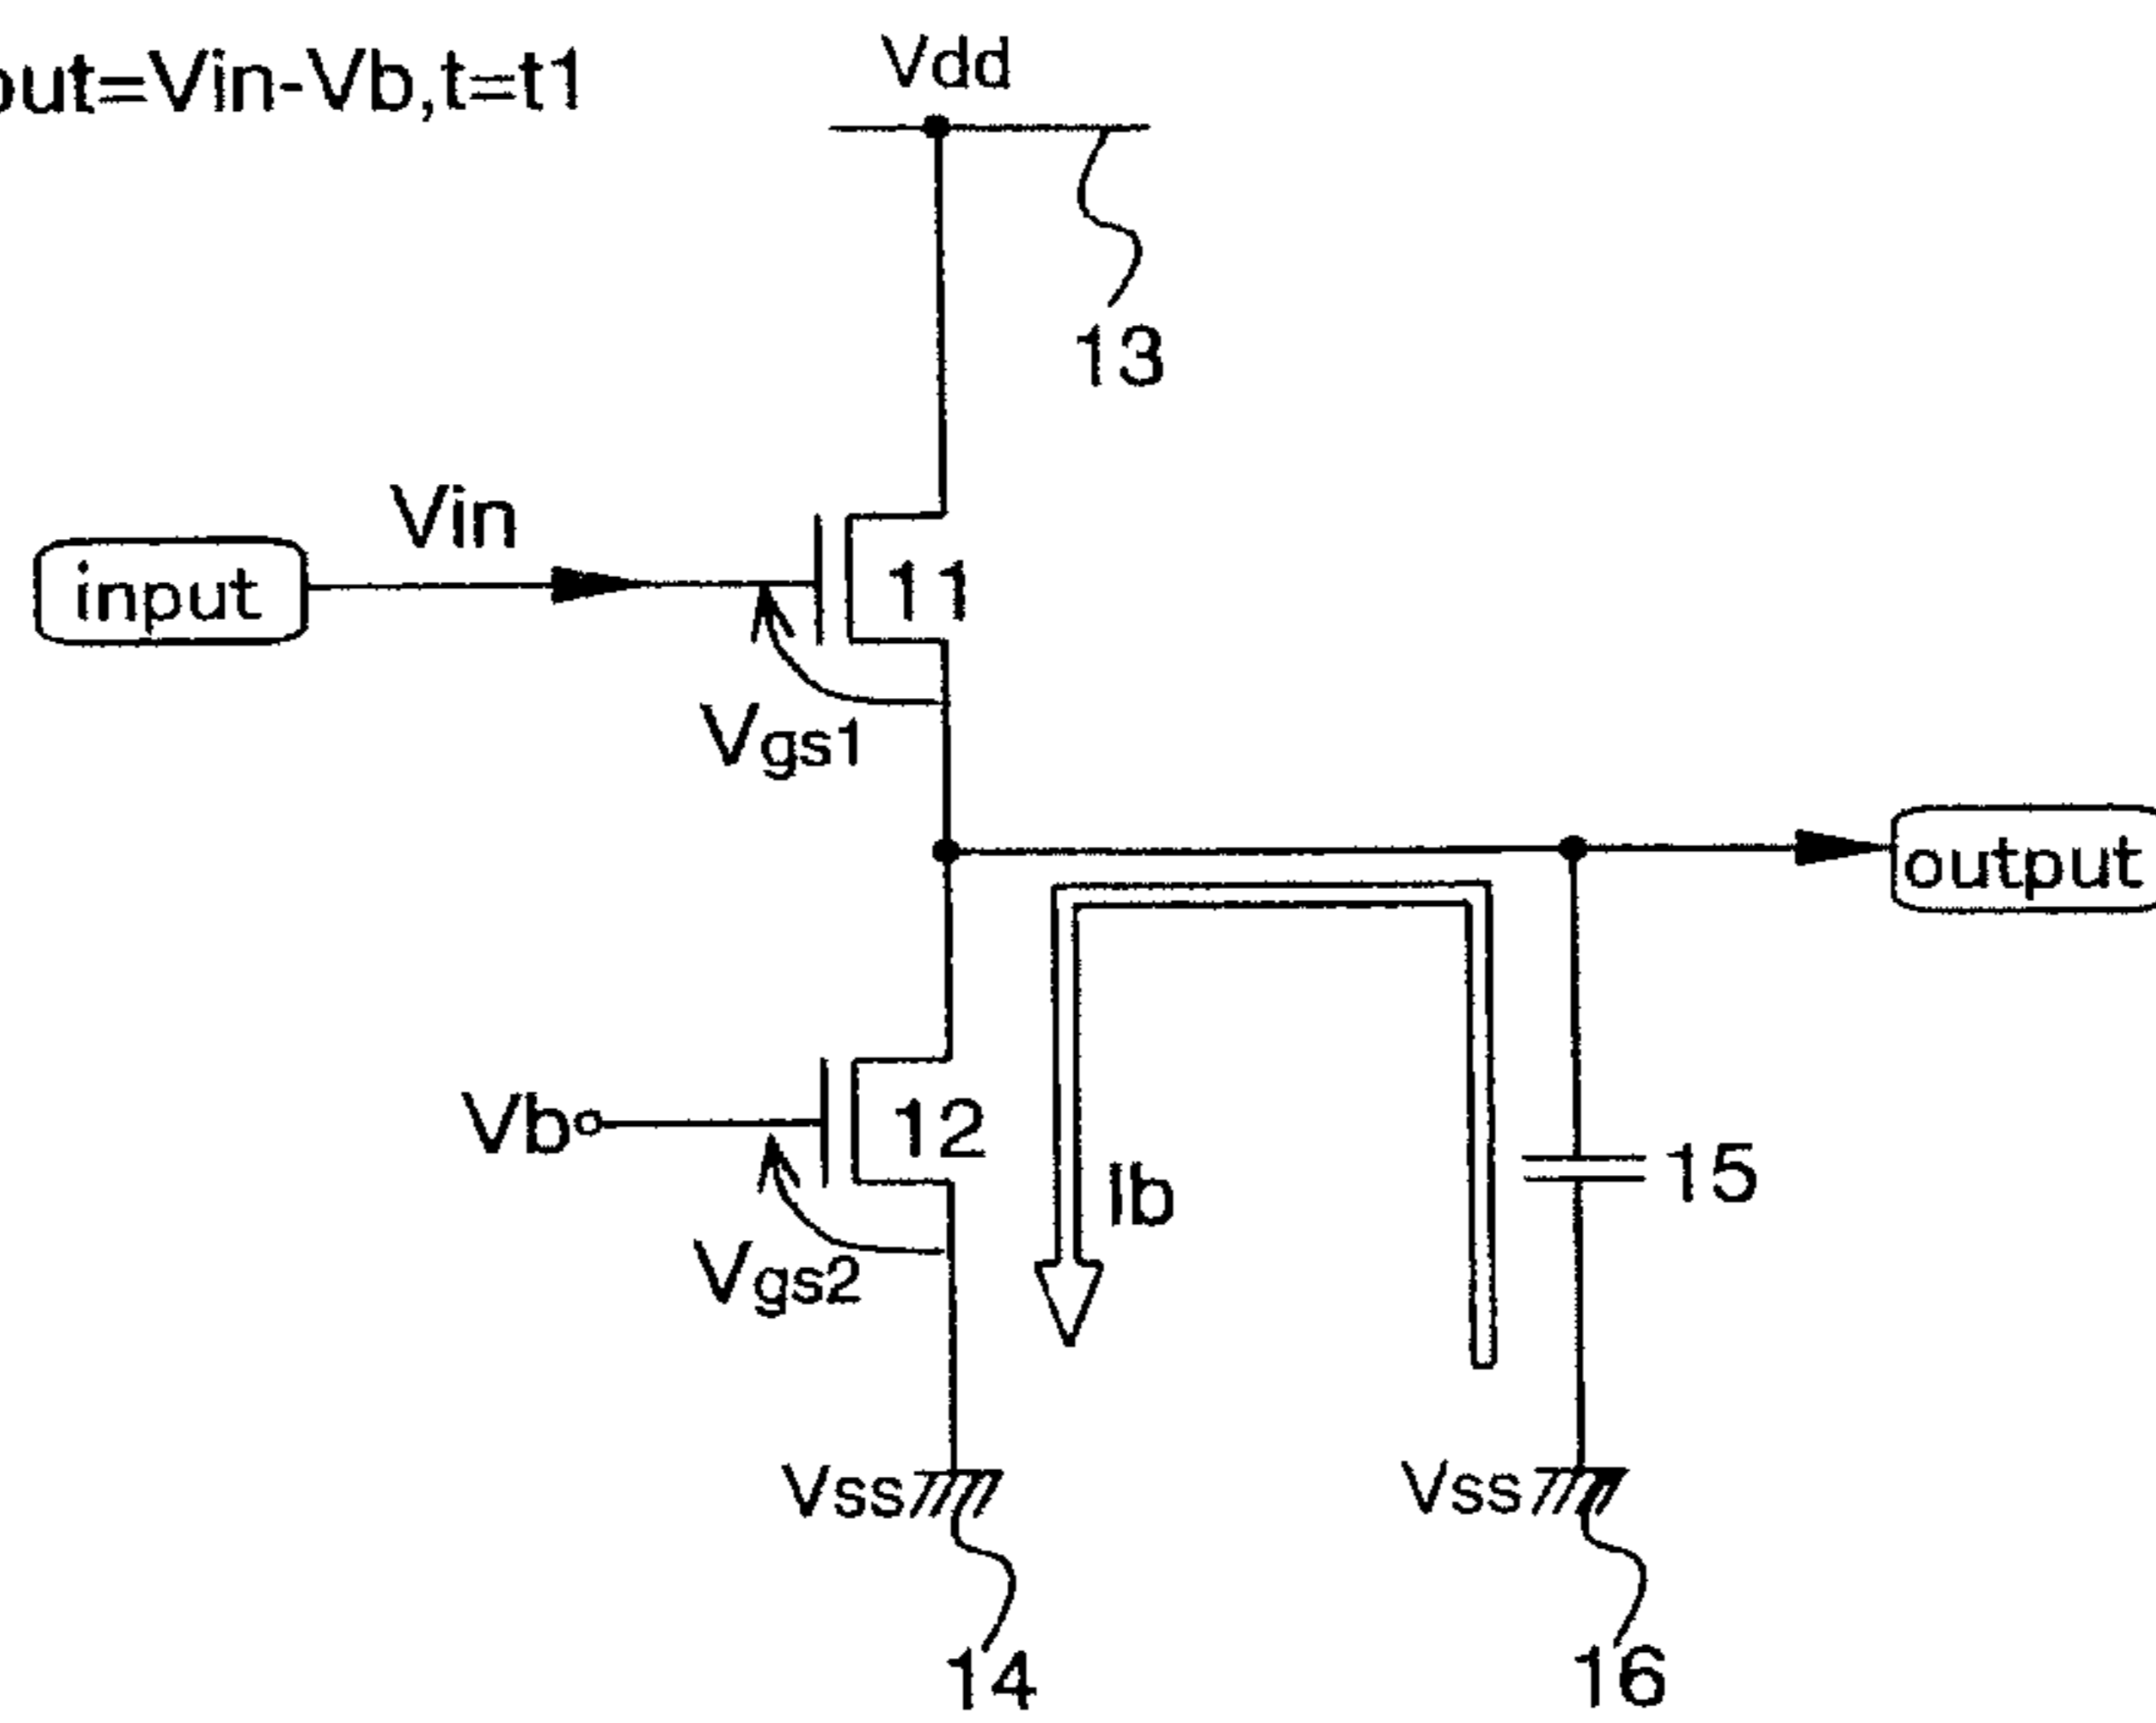 out=Vin-Vb,t=t1
Vdd
13
Vin
input
11
Vgs1
output
Vb
12
Ib
15
Vgs2
Vss
Vss
14
16